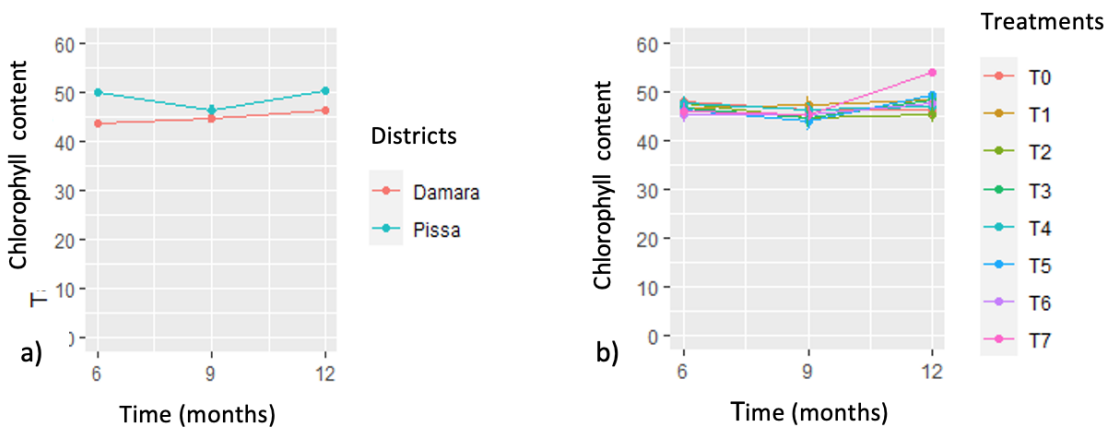 Chlorophyll content
60
50
40
30
20
10
0
6
9
12
Time (months)
a)
Districts
Damara
Pissa
Chlorophyll content
60
50
40
30
20
10
0
6
9
12
Time (months)
b)
Treatments
T0
T1
T2
T3
T4
T5
T6
T7